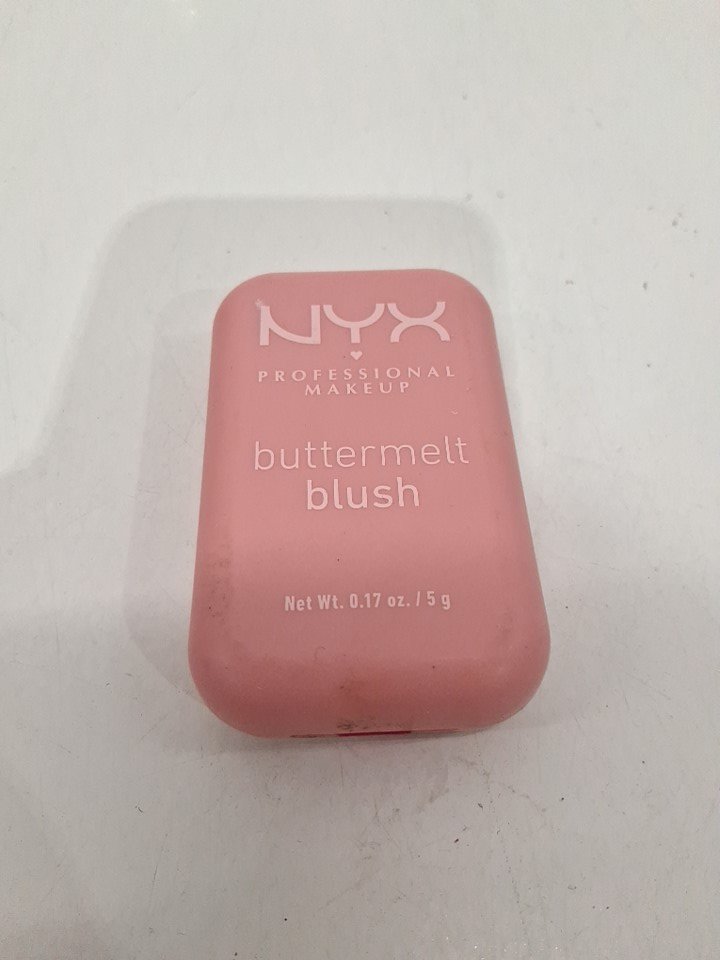 NYX
PROFESSIONAL
MAKEUP
buttermelt
blush
Net Wt. 0.17 oz. / 5 g